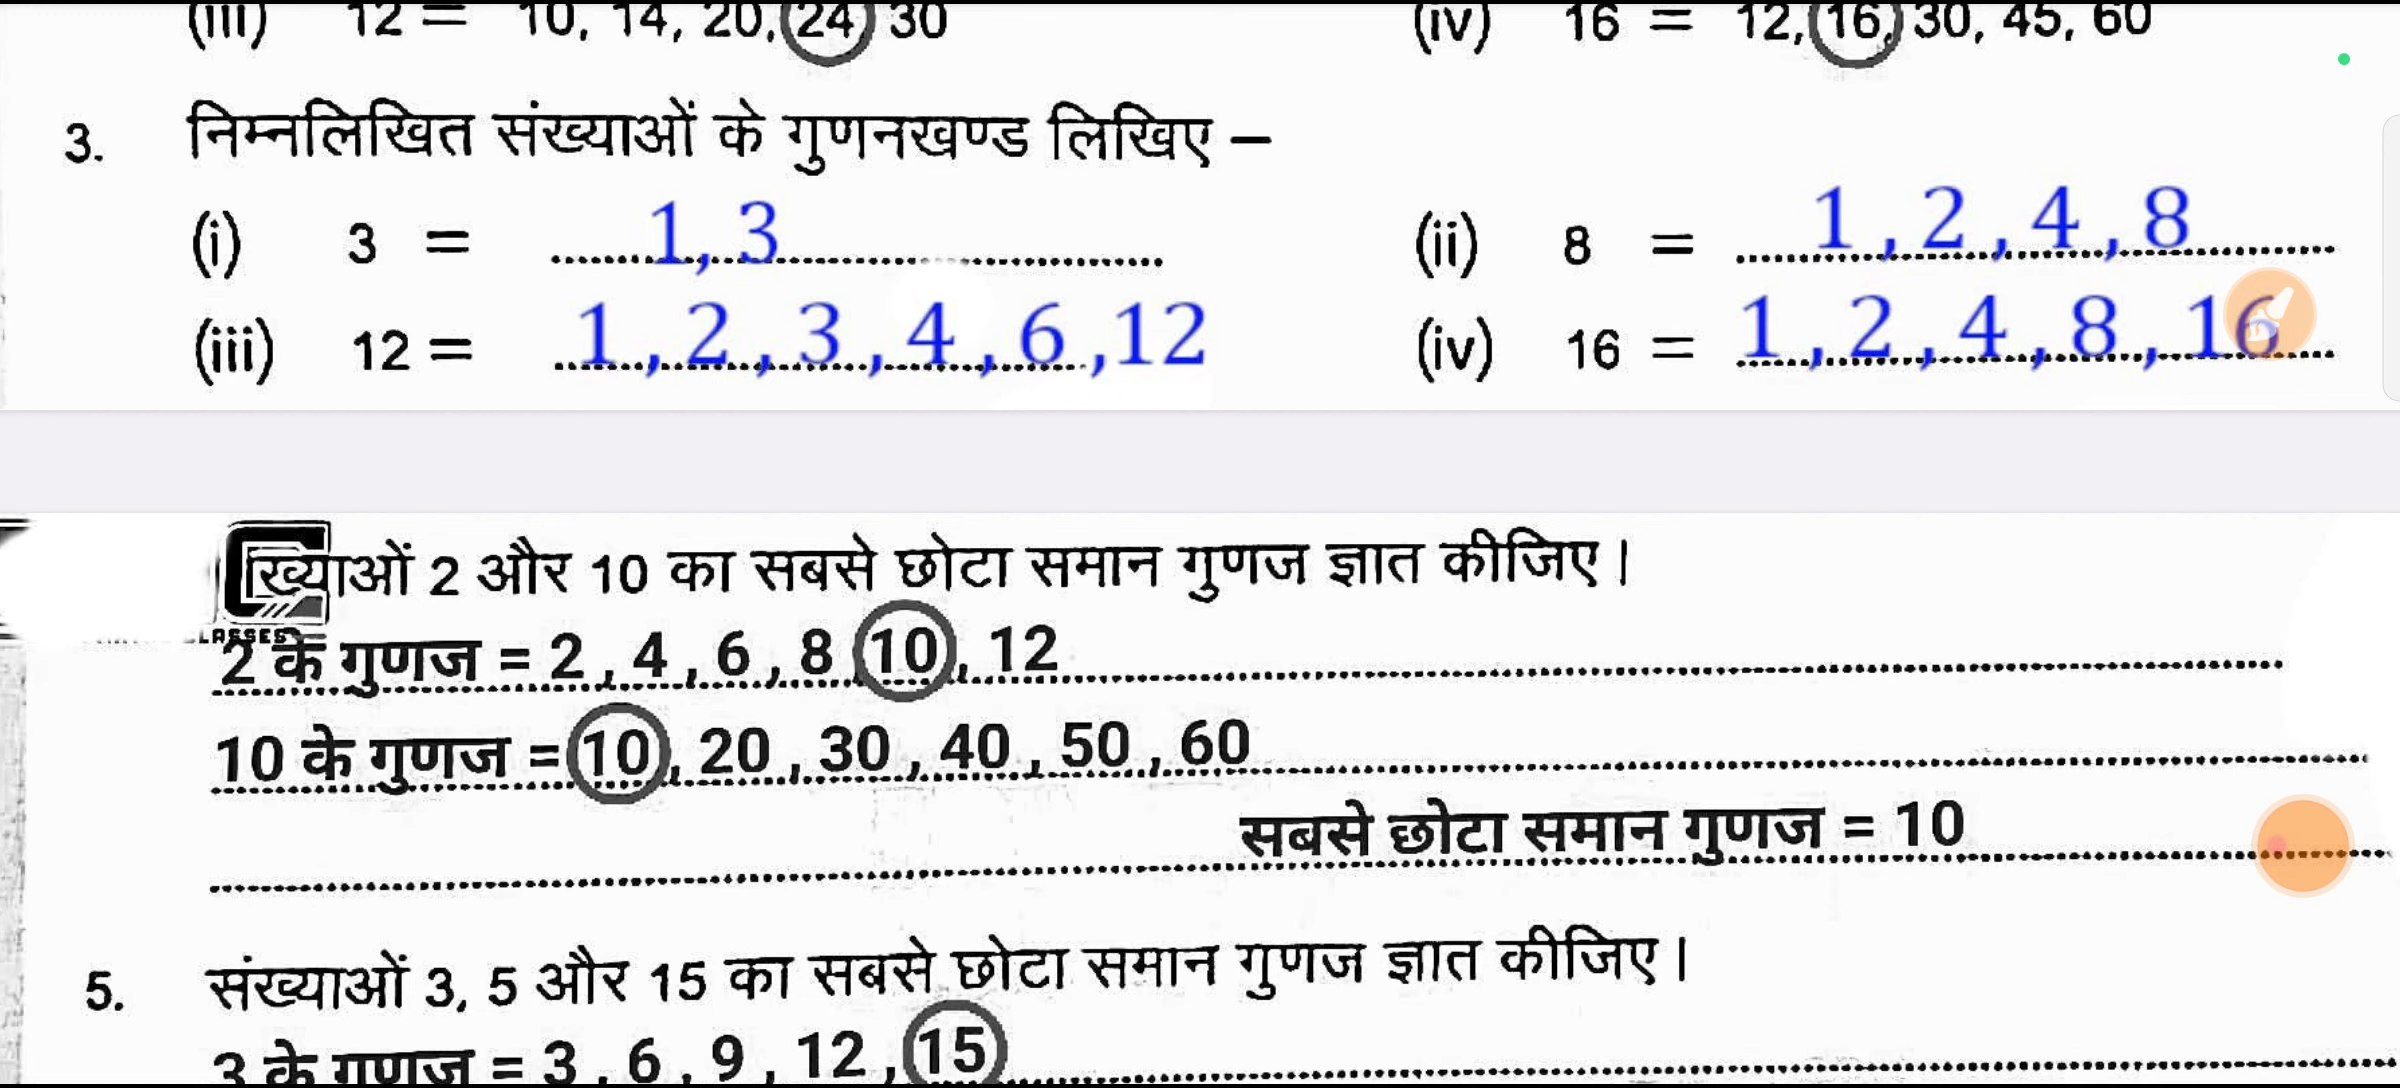 (iii) 12 = 10, 14, 20, 24, 30 (iv) 16 = 12, 16, 30, 45, 60
3. निम्नलिखित संख्याओं के गुणनखण्ड लिखिए –
(i) 3 = 1, 3 (ii) 8 = 1 , 2 , 4 , 8
(iii) 12 = 1 , 2 , 3 , 4 , 6 , 12 (iv) 16 = 1 , 2 , 4 , 8 , 16
ख्याओं 2 और 10 का सबसे छोटा समान गुणज ज्ञात कीजिए।
LASSES
2 के गुणज = 2 , 4 , 6 , 8 , 10 , 12
10 के गुणज = 10 , 20 , 30 , 40 , 50 , 60
सबसे छोटा समान गुणज = 10
5. संख्याओं 3, 5 और 15 का सबसे छोटा समान गुणज ज्ञात कीजिए।
3 के गुणज = 3 , 6 , 9 , 12 , 15